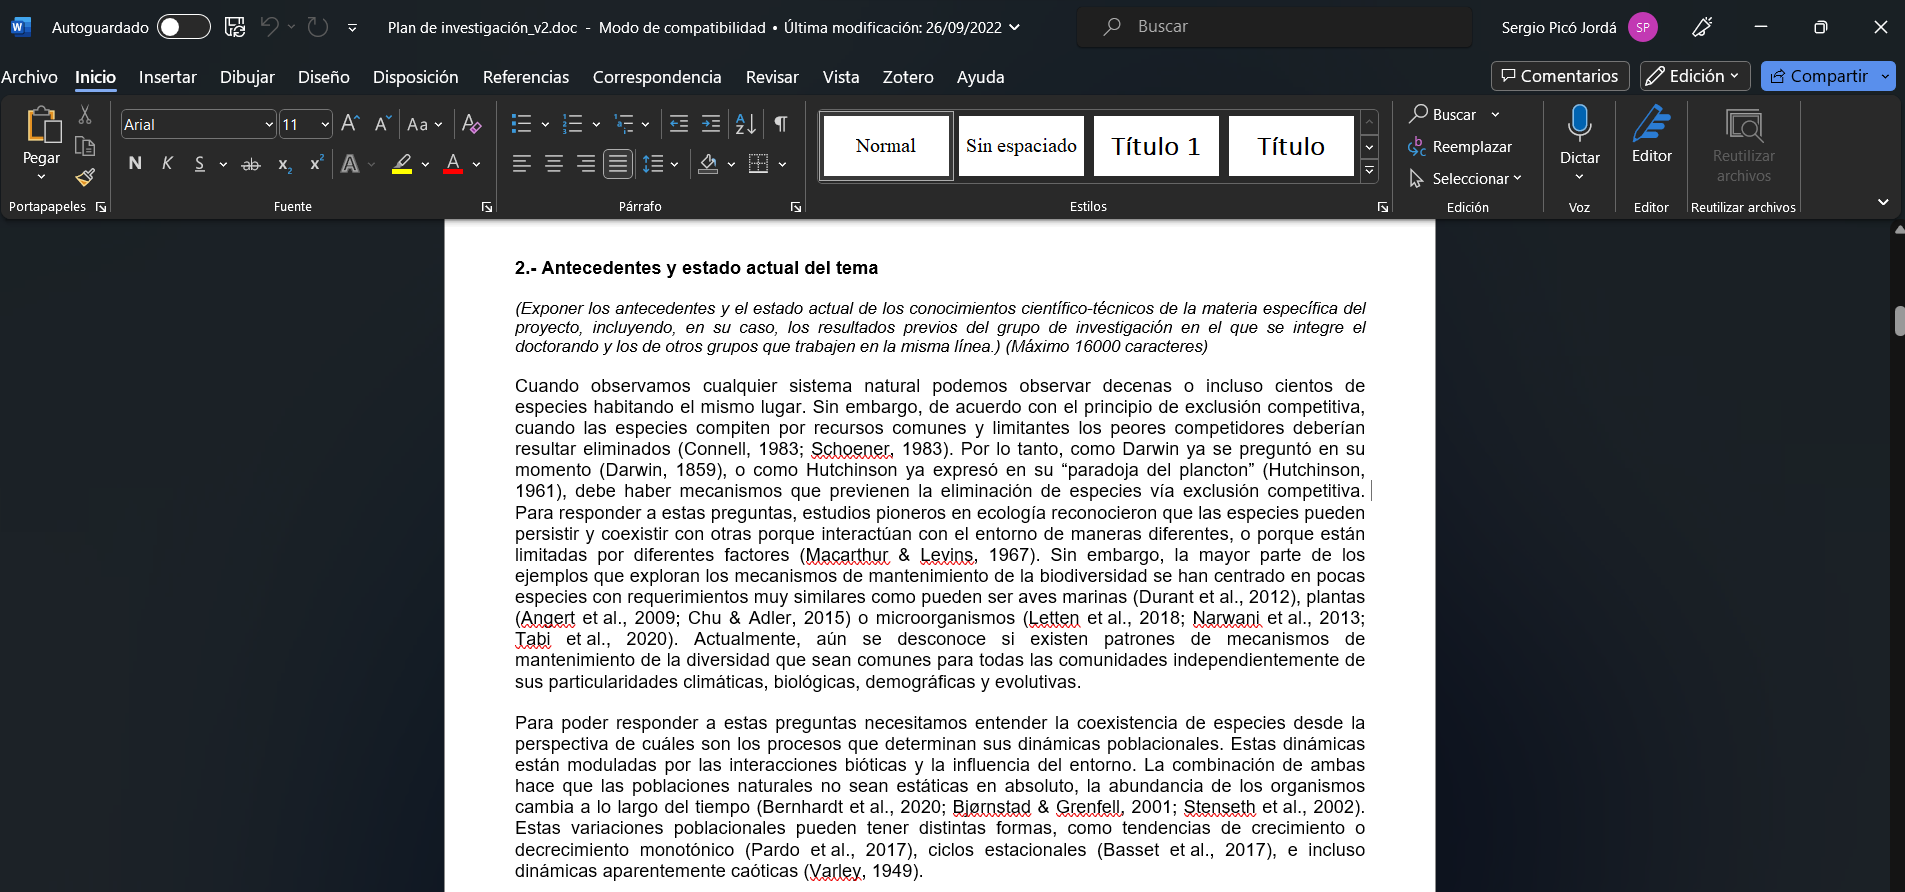 Autoguardado
Plan de investigación_v2.doc - Modo de compatibilidad • Última modificación: 26/09/2022
Buscar
Sergio Picó Jordá
SP
Archivo Inicio Insertar Dibujar Diseño Disposición Referencias Correspondencia Revisar Vista Zotero Ayuda
Comentarios Edición Compartir
Pegar
Portapapeles
Arial 11
Aa
N K S ab x₂ x² A A
Fuente
Párrafo
Normal
Sin espaciado
Título 1
Título
Estilos
Buscar
Reemplazar
Seleccionar
Edición
Dictar
Voz
Editor
Editor
Reutilizar
archivos
Reutilizar archivos
2.- Antecedentes y estado actual del tema
(Exponer los antecedentes y el estado actual de los conocimientos científico-técnicos de la materia específica del
proyecto, incluyendo, en su caso, los resultados previos del grupo de investigación en el que se integre el
doctorando y los de otros grupos que trabajen en la misma línea.) (Máximo 16000 caracteres)
Cuando observamos cualquier sistema natural podemos observar decenas o incluso cientos de
especies habitando el mismo lugar. Sin embargo, de acuerdo con el principio de exclusión competitiva,
cuando las especies compiten por recursos comunes y limitantes los peores competidores deberían
resultar eliminados (Connell, 1983; Schoener, 1983). Por lo tanto, como Darwin ya se preguntó en su
momento (Darwin, 1859), o como Hutchinson ya expresó en su “paradoja del plancton” (Hutchinson,
1961), debe haber mecanismos que previenen la eliminación de especies vía exclusión competitiva.
Para responder a estas preguntas, estudios pioneros en ecología reconocieron que las especies pueden
persistir y coexistir con otras porque interactúan con el entorno de maneras diferentes, o porque están
limitadas por diferentes factores (Macarthur & Levins, 1967). Sin embargo, la mayor parte de los
ejemplos que exploran los mecanismos de mantenimiento de la biodiversidad se han centrado en pocas
especies con requerimientos muy similares como pueden ser aves marinas (Durant et al., 2012), plantas
(Angert et al., 2009; Chu & Adler, 2015) o microorganismos (Letten et al., 2018; Narwani et al., 2013;
Tabi et al., 2020). Actualmente, aún se desconoce si existen patrones de mecanismos de
mantenimiento de la diversidad que sean comunes para todas las comunidades independientemente de
sus particularidades climáticas, biológicas, demográficas y evolutivas.
Para poder responder a estas preguntas necesitamos entender la coexistencia de especies desde la
perspectiva de cuáles son los procesos que determinan sus dinámicas poblacionales. Estas dinámicas
están moduladas por las interacciones bióticas y la influencia del entorno. La combinación de ambas
hace que las poblaciones naturales no sean estáticas en absoluto, la abundancia de los organismos
cambia a lo largo del tiempo (Bernhardt et al., 2020; Bjørnstad & Grenfell, 2001; Stenseth et al., 2002).
Estas variaciones poblacionales pueden tener distintas formas, como tendencias de crecimiento o
decrecimiento monotónico (Pardo et al., 2017), ciclos estacionales (Basset et al., 2017), e incluso
dinámicas aparentemente caóticas (Varley, 1949).